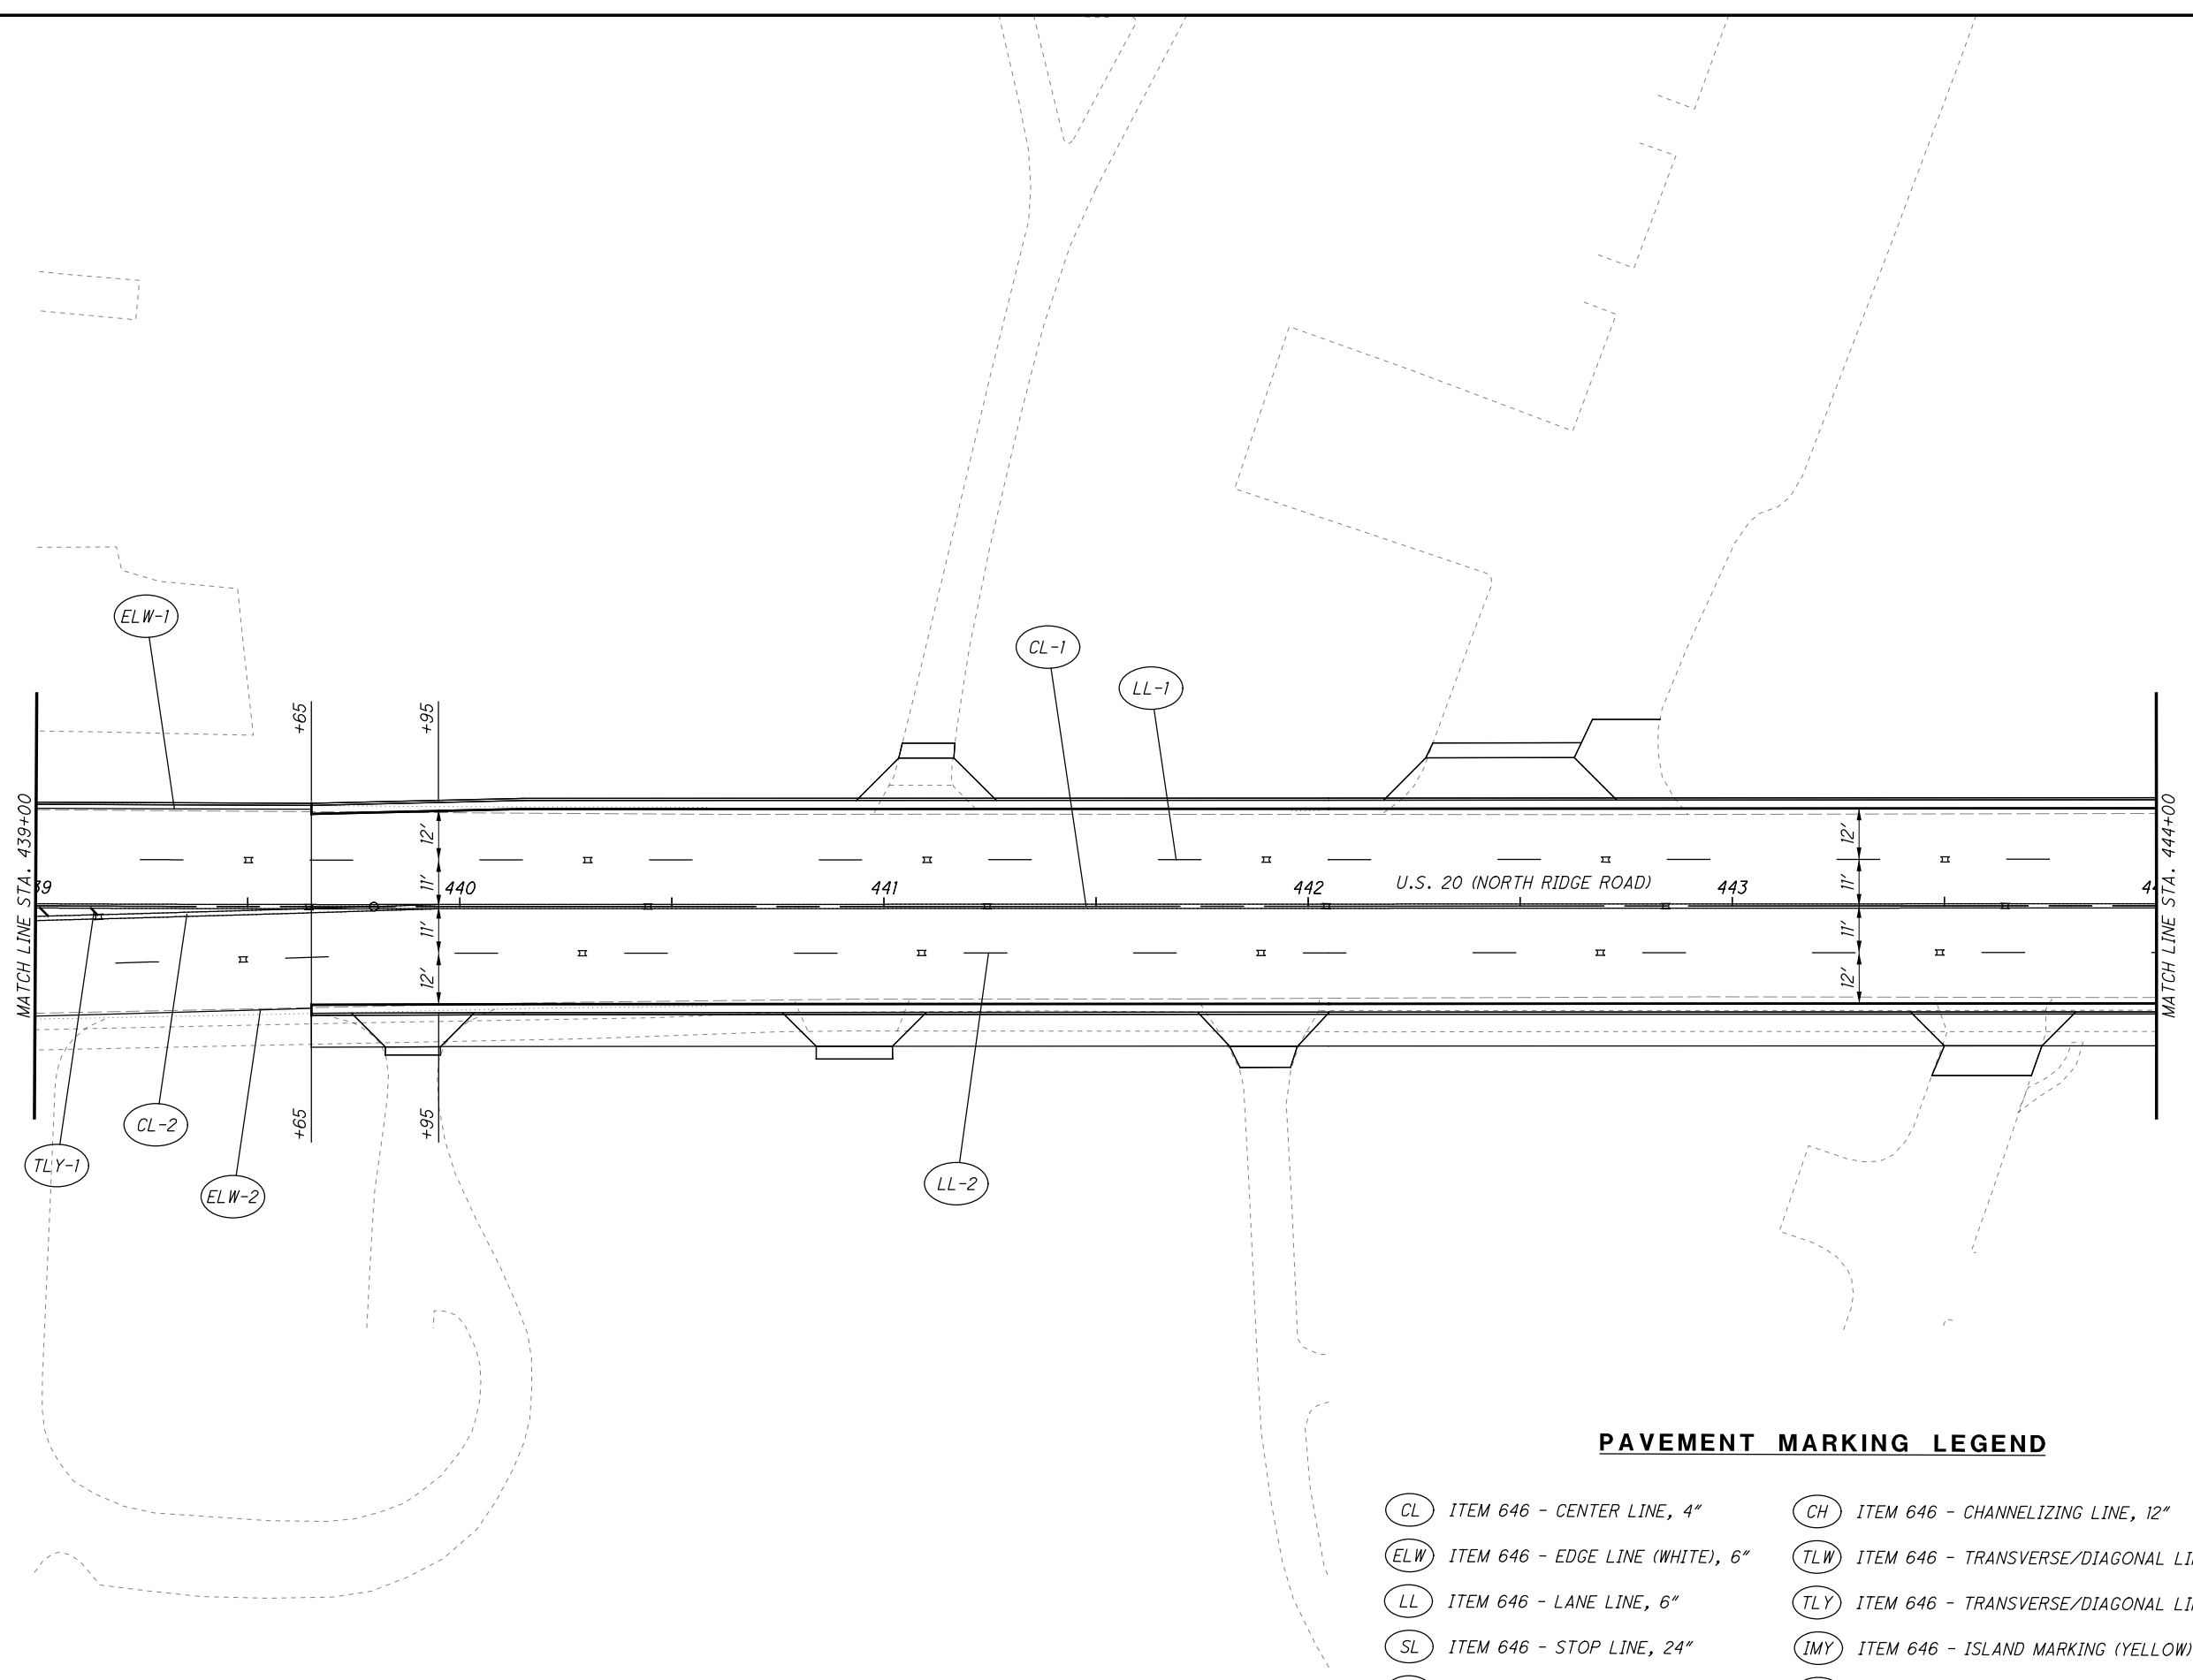 ELW-1
CL-1
LL-1
+65
+95
MATCH LINE STA. 439+00
39
440
441
442
U.S. 20 (NORTH RIDGE ROAD)
443
12'
11'
11'
12'
12'
11'
11'
12'
MATCH LINE STA. 444+00
+65
+95
CL-2
TLY-1
ELW-2
LL-2
PAVEMENT MARKING LEGEND
CL ITEM 646 - CENTER LINE, 4"
CH ITEM 646 - CHANNELIZING LINE, 12"
ELW ITEM 646 - EDGE LINE (WHITE), 6"
TLW ITEM 646 - TRANSVERSE/DIAGONAL
LL ITEM 646 - LANE LINE, 6"
TLY ITEM 646 - TRANSVERSE/DIAGONAL
SL ITEM 646 - STOP LINE, 24"
IMY ITEM 646 - ISLAND MARKING (YELLOW)